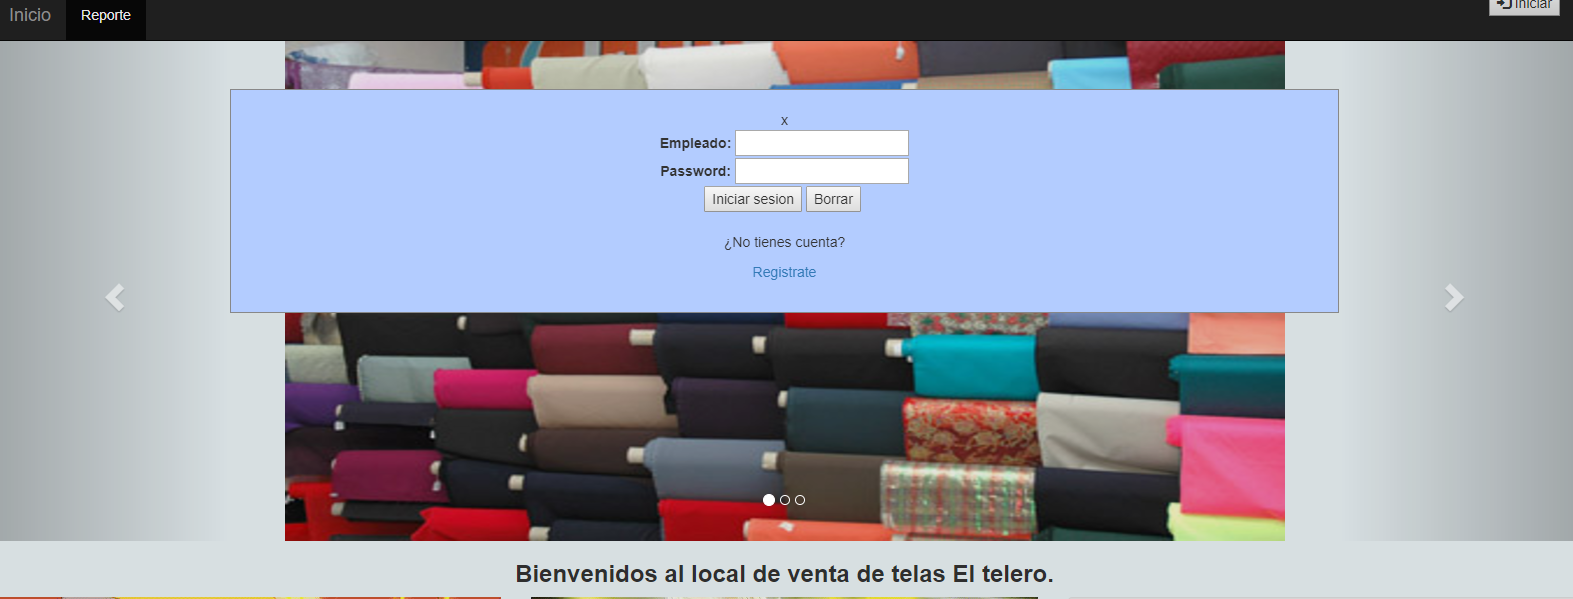 Inicio Reporte Iniciar
x
Empleado:
Password:
Iniciar sesion Borrar
¿No tienes cuenta?
Registrate
Bienvenidos al local de venta de telas El telero.